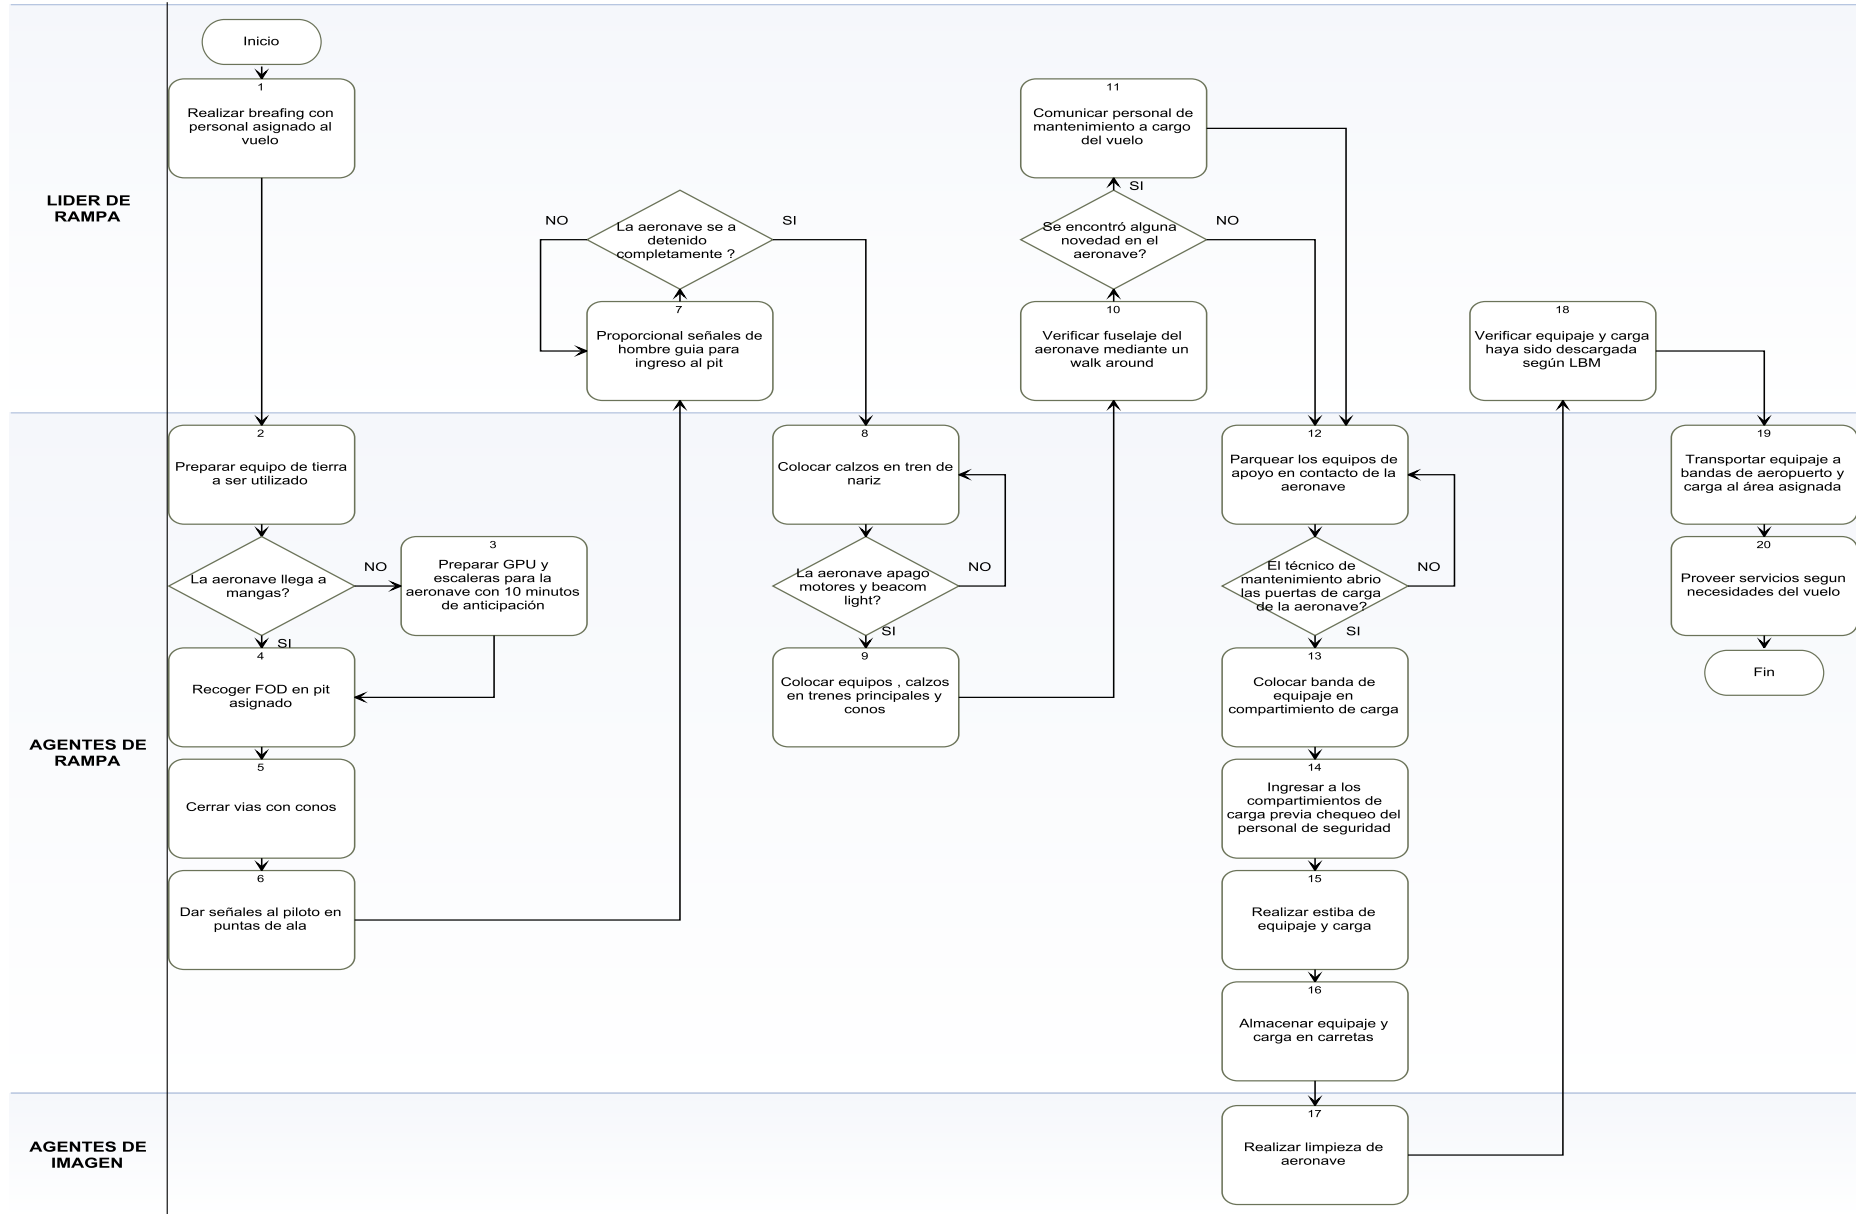 LIDER DE
RAMPA
Inicio
1
Realizar breafing con
personal asignado al
vuelo
La aeronave se a
detenido
completamente ?
NO
SI
7
Proporcional señales de
hombre guia para
ingreso al pit
11
Comunicar personal de
mantenimiento a cargo
del vuelo
SI
Se encontró alguna
novedad en el
aeronave?
NO
10
Verificar fuselaje del
aeronave mediante un
walk around
18
Verificar equipaje y carga
haya sido descargada
según LBM
AGENTES DE
RAMPA
2
Preparar equipo de tierra
a ser utilizado
La aeronave llega a
mangas?
NO
SI
3
Preparar GPU y
escaleras para la
aeronave con 10 minutos
de anticipación
4
Recoger FOD en pit
asignado
5
Cerrar vias con conos
6
Dar señales al piloto en
puntas de ala
8
Colocar calzos en tren de
nariz
La aeronave apago
motores y beacom
light?
NO
SI
9
Colocar equipos , calzos
en trenes principales y
conos
12
Parquear los equipos de
apoyo en contacto de la
aeronave
El técnico de
mantenimiento abrio
las puertas de carga
de la aeronave?
NO
SI
13
Colocar banda de
equipaje en
compartimiento de carga
14
Ingresar a los
compartimientos de
carga previa chequeo del
personal de seguridad
15
Realizar estiba de
equipaje y carga
16
Almacenar equipaje y
carga en carretas
19
Transportar equipaje a
bandas de aeropuerto y
carga al área asignada
20
Proveer servicios segun
necesidades del vuelo
Fin
AGENTES DE
IMAGEN
17
Realizar limpieza de
aeronave